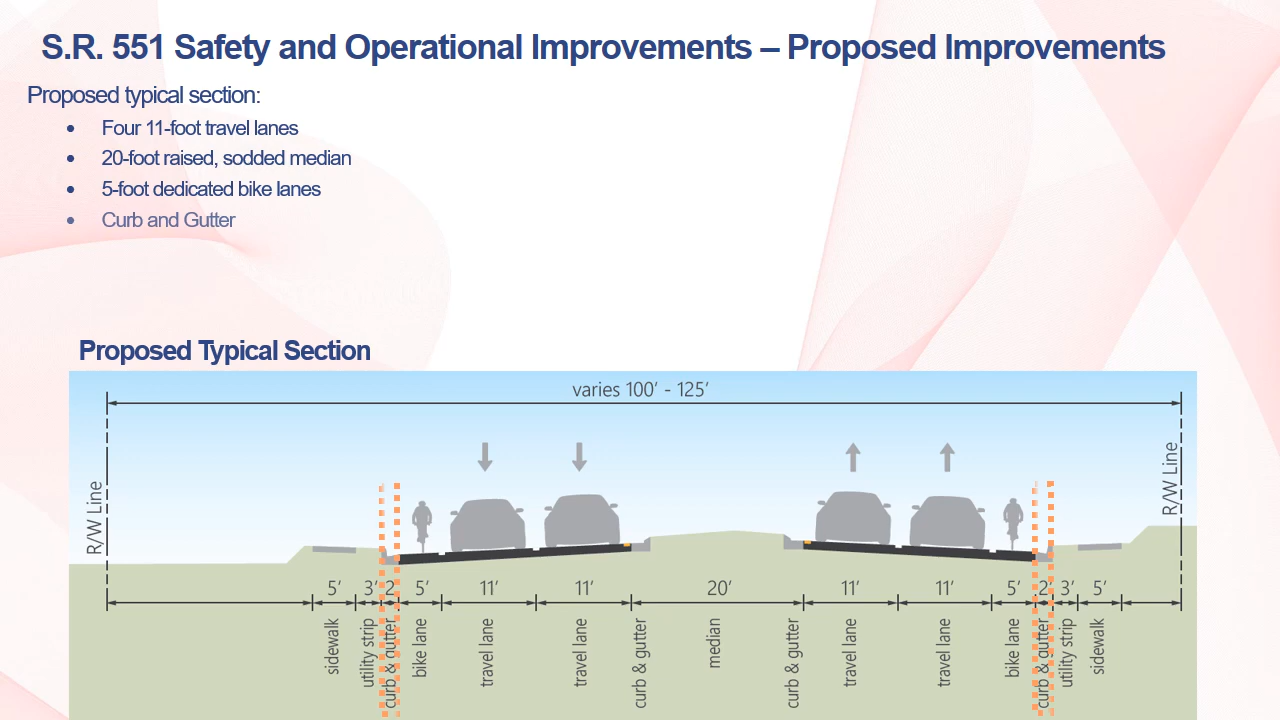 S.R. 551 Safety and Operational Improvements – Proposed Improvements
Proposed typical section:
• Four 11-foot travel lanes
• 20-foot raised, sodded median
• 5-foot dedicated bike lanes
• Curb and Gutter
Proposed Typical Section
varies 100’ - 125’
R/W Line
R/W Line
5’ 3’ 2’ 5’ 11’ 11’ 20’ 11’ 11’ 5’ 2’ 3’ 5’
sidewalk
utility strip
curb & gutter
bike lane
travel lane
travel lane
curb & gutter
median
curb & gutter
travel lane
travel lane
bike lane
curb & gutter
utility strip
sidewalk